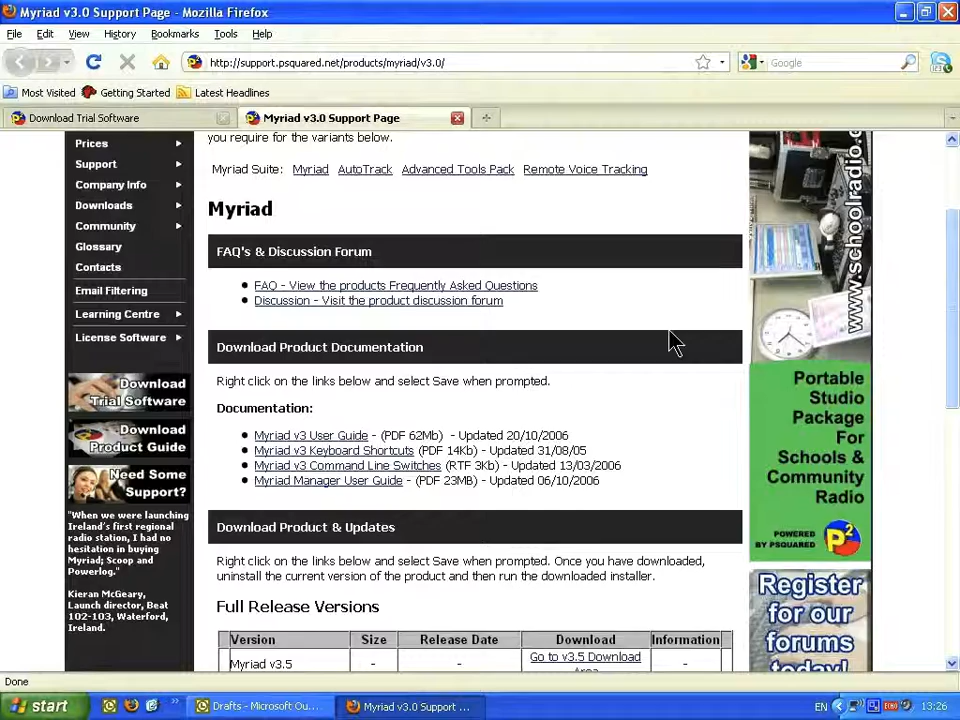 Myriad v3.0 Support Page - Mozilla Firefox
File Edit View History Bookmarks Tools Help
http://support.psquared.net/products/myriad/v3.0/
Google
Most Visited Getting Started Latest Headlines
Download Trial Software
Myriad v3.0 Support Page
Prices
Support
Company Info
Downloads
Community
Glossary
Contacts
Email Filtering
Learning Centre
License Software
Download
Trial Software
Download
Product Guide
Need Some
Support?
"When we were launching
Ireland's first regional
radio station, I had no
hesitation in buying
Myriad; Scoop and
Powerlog."
Kieran McGeary,
Launch director, Beat
102-103, Waterford,
Ireland.
you require for the variants below.
Myriad Suite: Myriad AutoTrack Advanced Tools Pack Remote Voice Tracking
Myriad
FAQ's & Discussion Forum
FAQ - View the products Frequently Asked Questions
Discussion - Visit the product discussion forum
Download Product Documentation
Right click on the links below and select Save when prompted.
Documentation:
Myriad v3 User Guide - (PDF 62Mb) - Updated 20/10/2006
Myriad v3 Keyboard Shortcuts (PDF 14Kb) - Updated 31/08/05
Myriad v3 Command Line Switches (RTF 3Kb) - Updated 13/03/2006
Myriad Manager User Guide - (PDF 23MB) - Updated 06/10/2006
Download Product & Updates
Right click on the links below and select Save when prompted. Once you have downloaded,
uninstall the current version of the product and then run the downloaded installer.
Full Release Versions
Version Size Release Date Download Information
Myriad v3.5 - - Go to v3.5 Download -
www.schoolradio.c
Portable
Studio
Package
For
Schools &
Community
Radio
POWERED
BY PSQUARED
Register
for our
forums
today!
Done
start
Drafts - Microsoft Ou...
Myriad v3.0 Support ...
EN
13:26